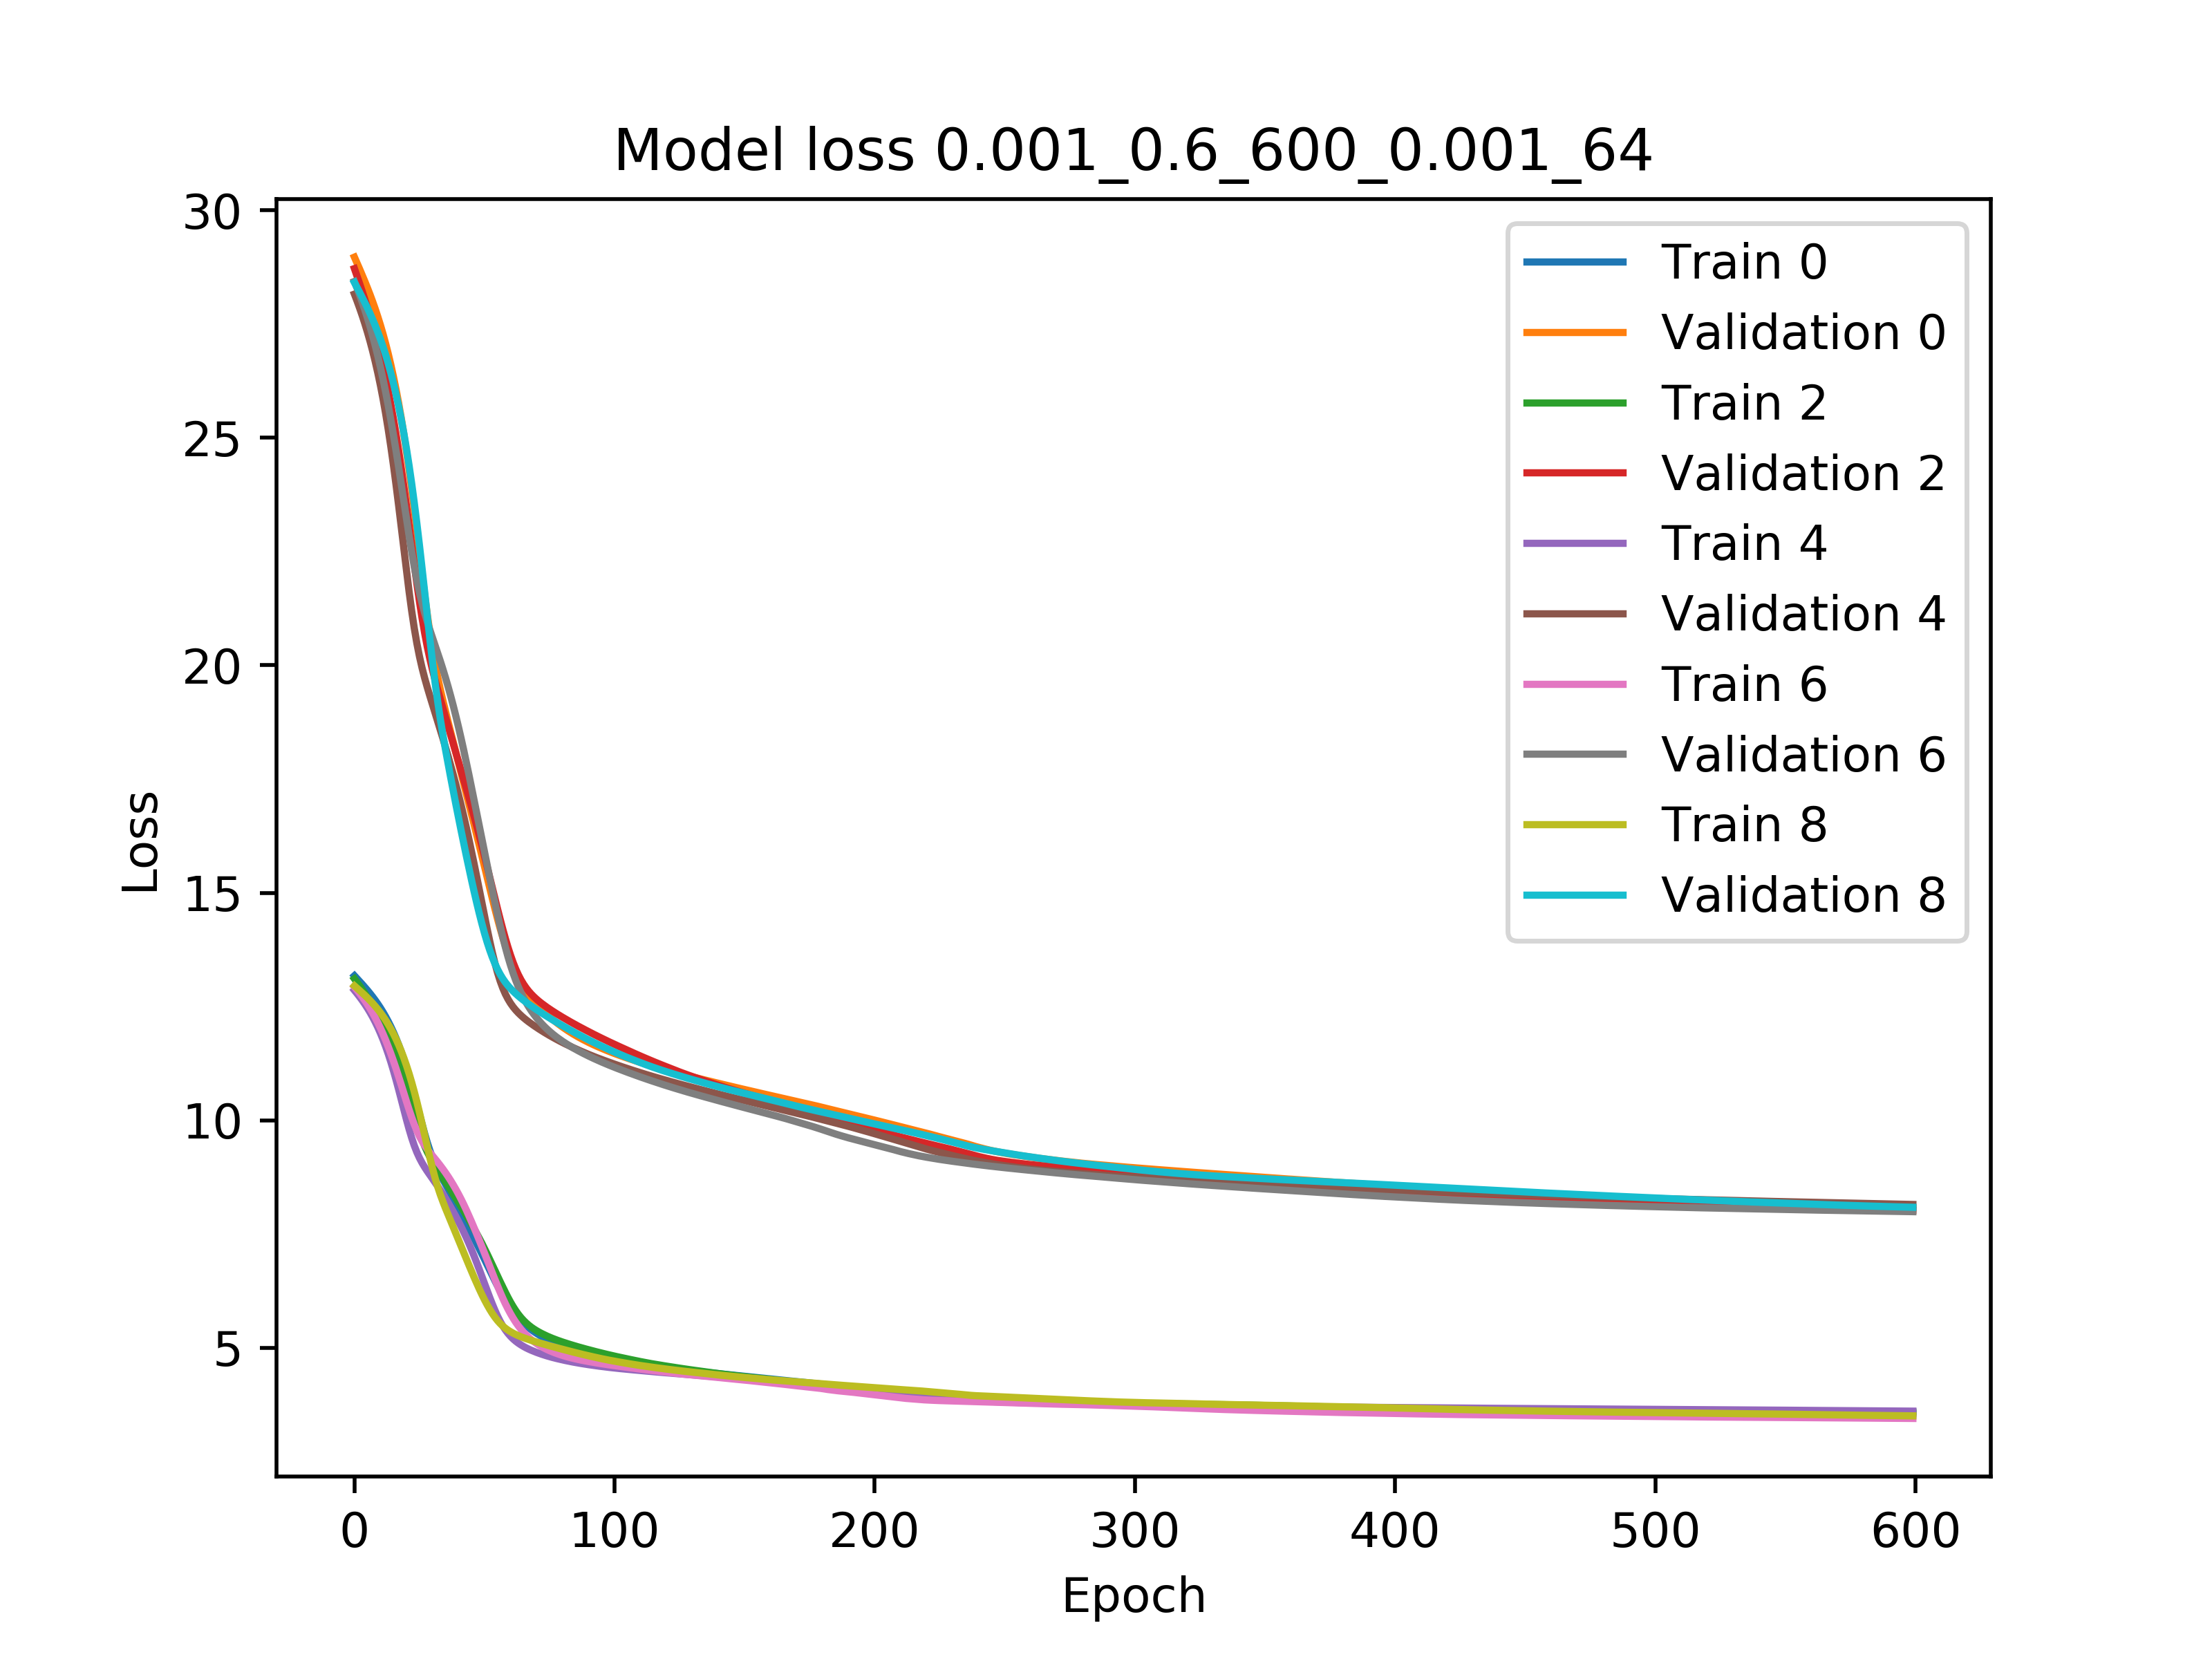 Model loss 0.001_0.6_600_0.001_64
30
25
20
15
10
5
Loss
Train 0
Validation 0
Train 2
Validation 2
Train 4
Validation 4
Train 6
Validation 6
Train 8
Validation 8
0 100 200 300 400 500 600
Epoch